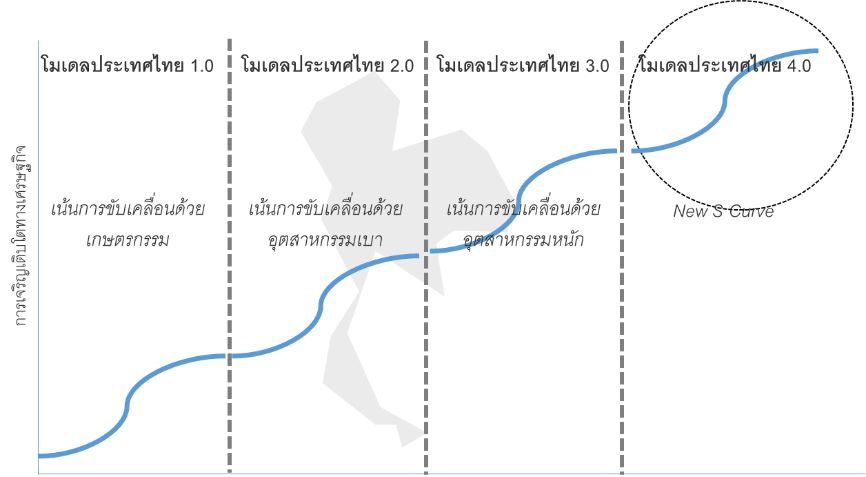 โมเดลประเทศไทย 1.0
โมเดลประเทศไทย 2.0
โมเดลประเทศไทย 3.0
โมเดลประเทศไทย 4.0
การเจริญเติบโตทางเศรษฐกิจ
เน้นการขับเคลื่อนด้วย
เกษตรกรรม
เน้นการขับเคลื่อนด้วย
อุตสาหกรรมเบา
เน้นการขับเคลื่อนด้วย
อุตสาหกรรมหนัก
New S-Curve